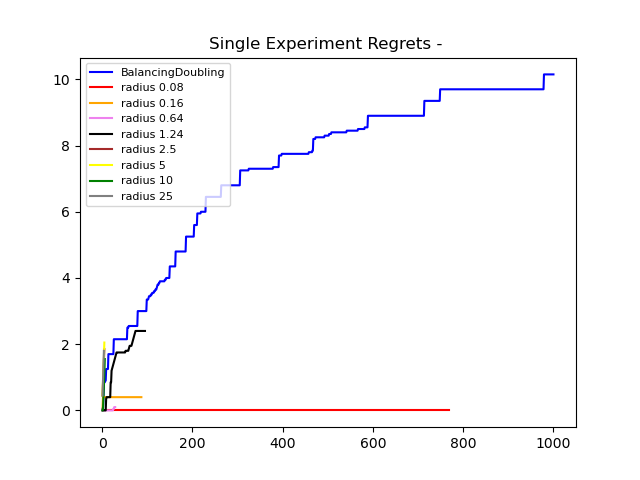 Single Experiment Regrets -
BalancingDoubling
radius 0.08
radius 0.16
radius 0.64
radius 1.24
radius 2.5
radius 5
radius 10
radius 25
10
8
6
4
2
0
0 200 400 600 800 1000